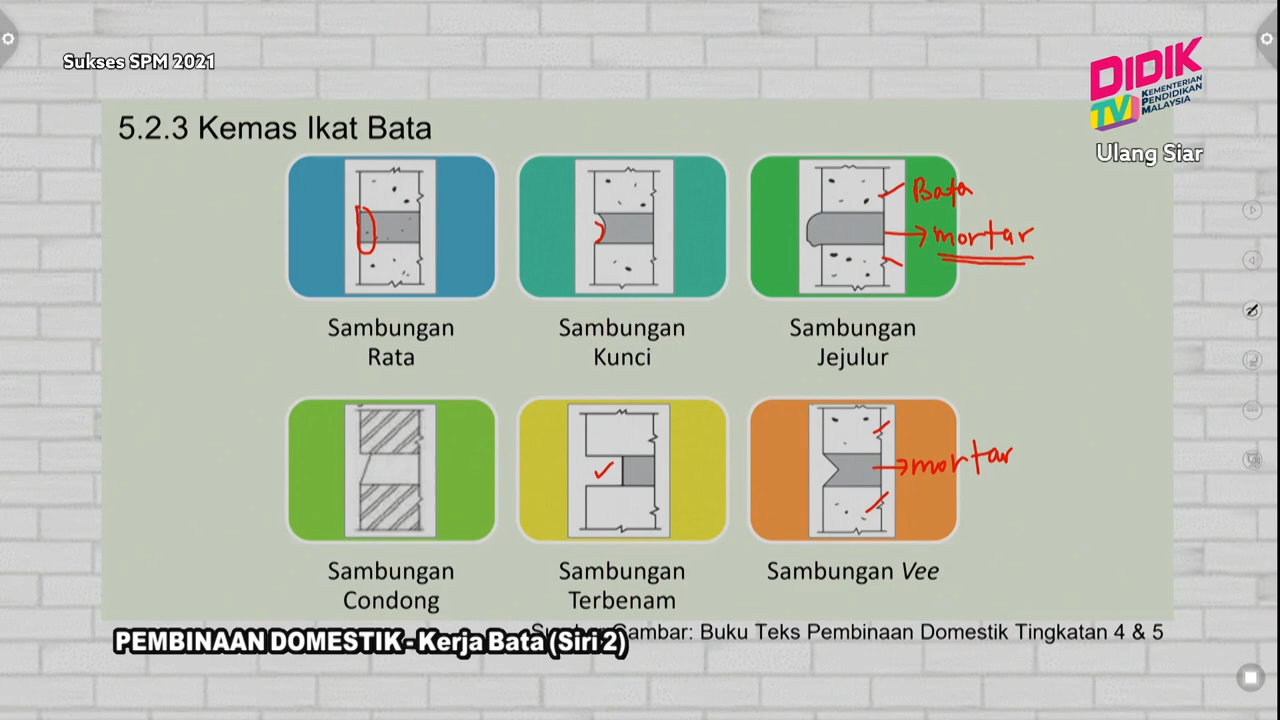 Sukses SPM 2021
DIDIK
TV
KEMENTERIAN
PENDIDIKAN
MALAYSIA
Ulang Siar
5.2.3 Kemas Ikat Bata
Bata
mortar
Sambungan
Rata
Sambungan
Kunci
Sambungan
Jejulur
mortar
Sambungan
Condong
Sambungan
Terbenam
Sambungan Vee
Sumber Gambar: Buku Teks Pembinaan Domestik Tingkatan 4 & 5
PEMBINAAN DOMESTIK - Kerja Bata (Siri 2)